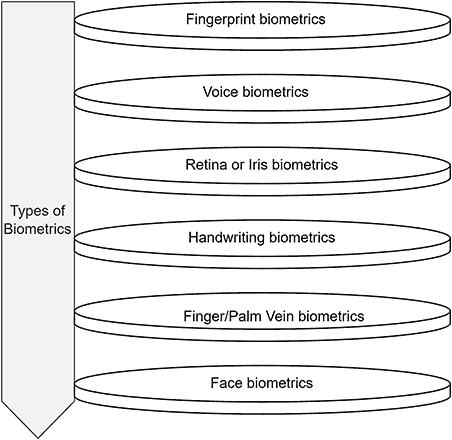 Types of
Biometrics
Fingerprint biometrics
Voice biometrics
Retina or Iris biometrics
Handwriting biometrics
Finger/Palm Vein biometrics
Face biometrics